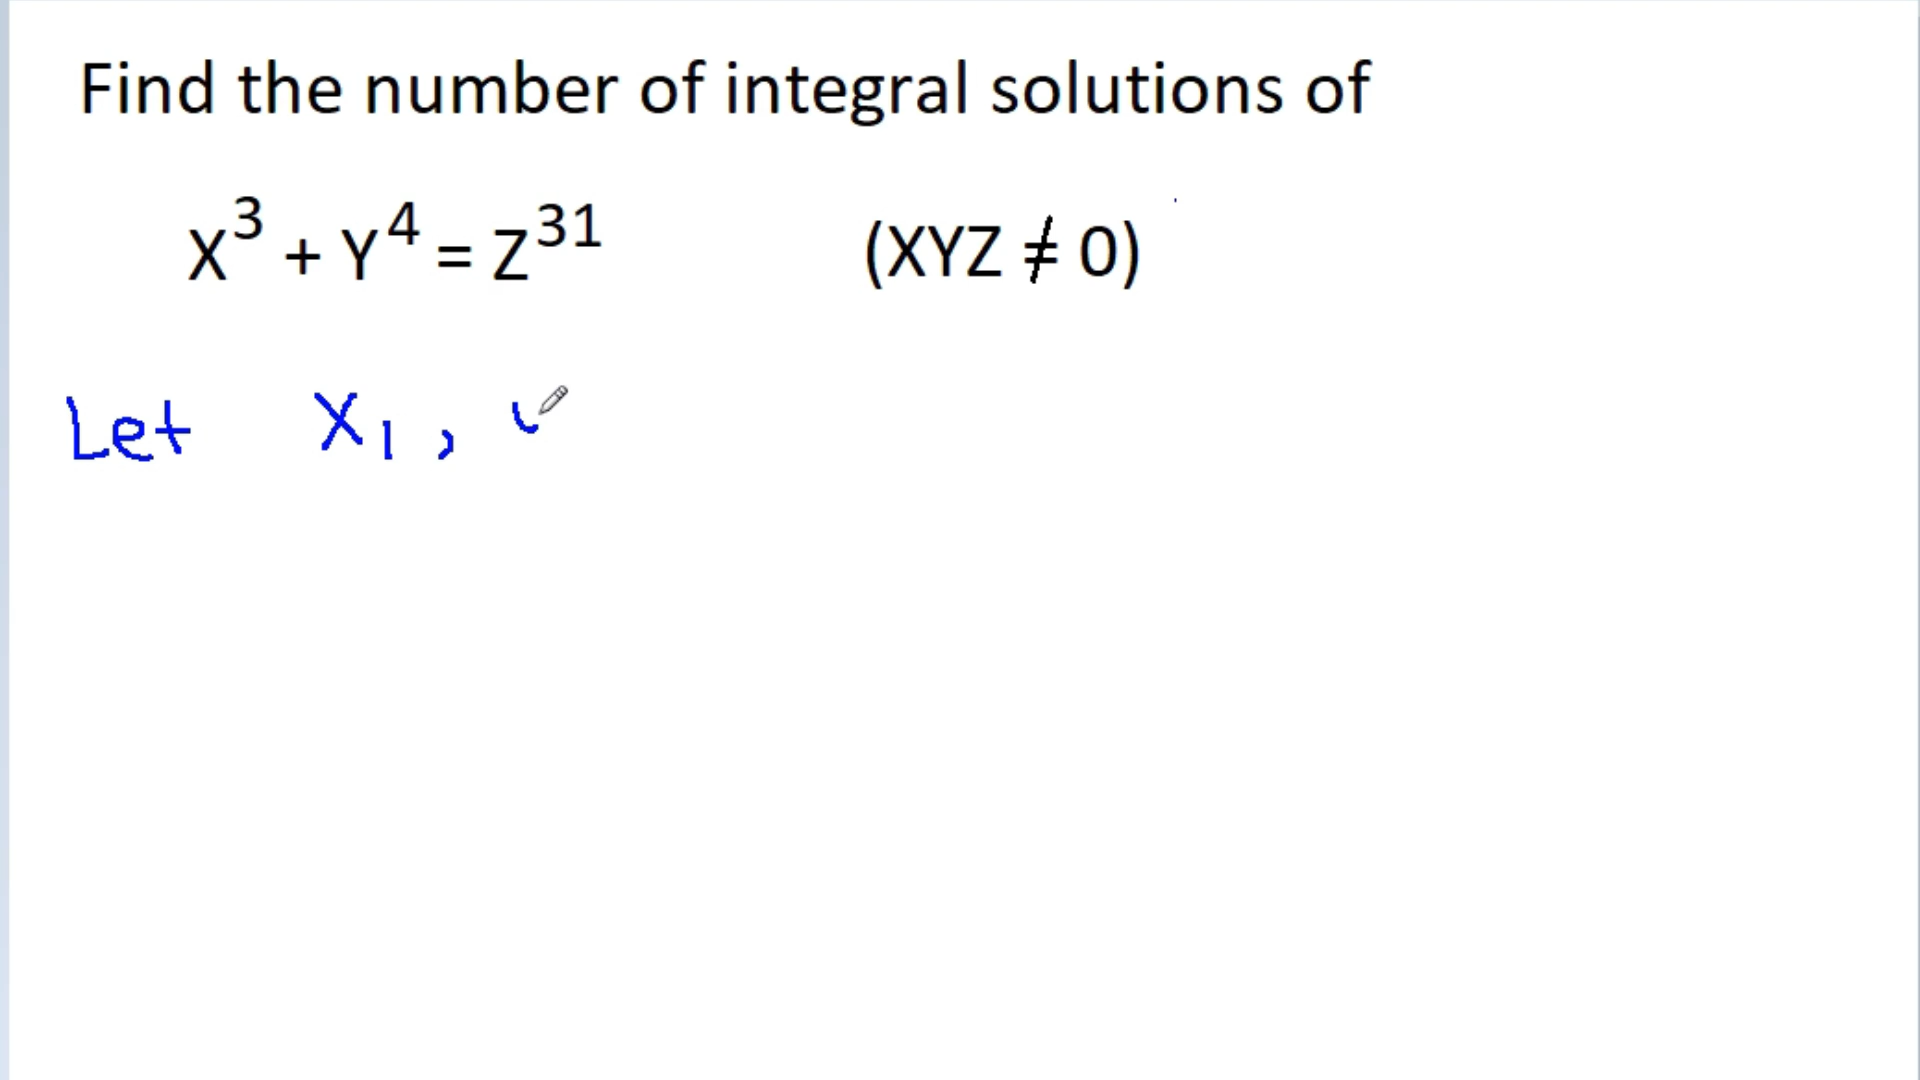 Find the number of integral solutions of
X³ + Y⁴ = Z³¹ (XYZ ≠ 0)
Let X₁ ,